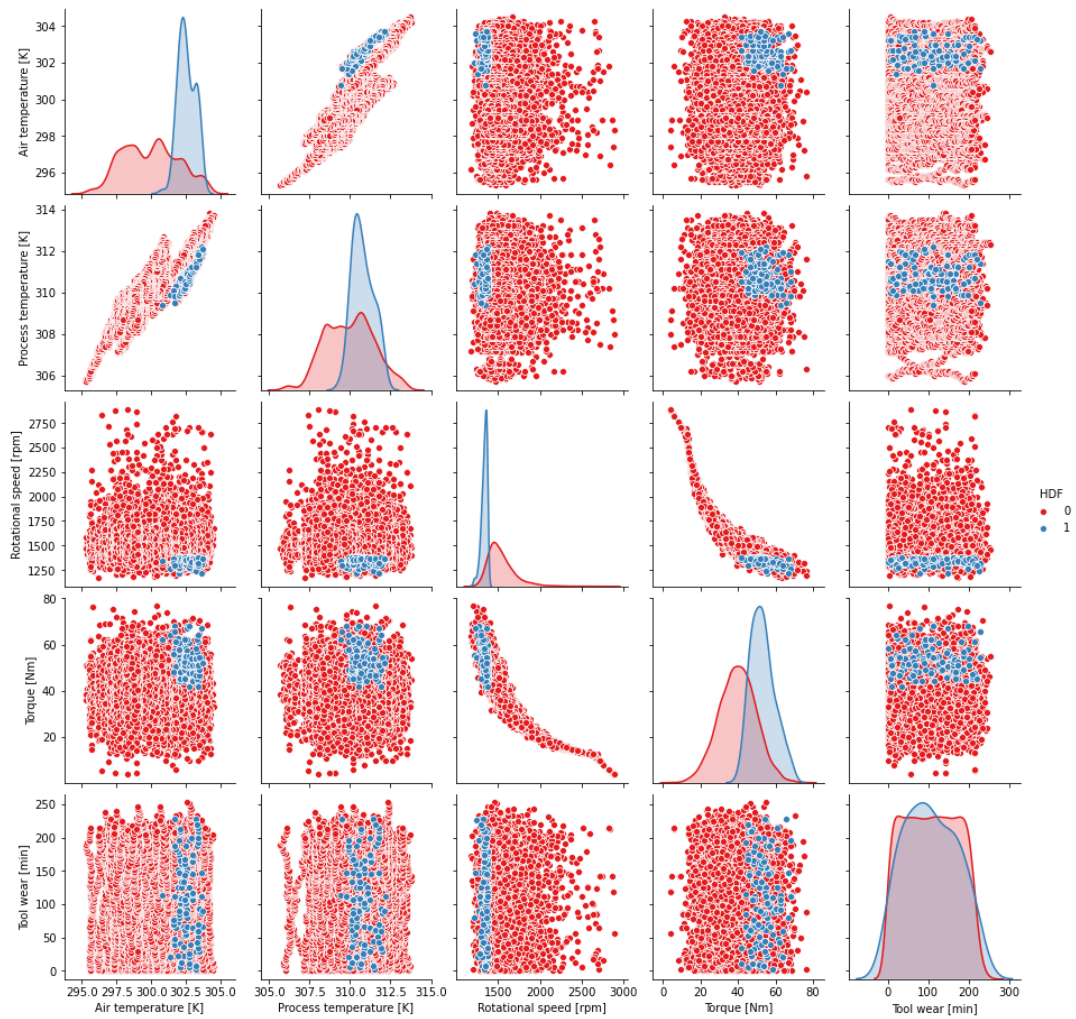 304
302
300
298
296
Air temperature [K]
314
312
310
308
306
Process temperature [K]
HDF
0
1
2750
2500
2250
2000
1750
1500
1250
Rotational speed [rpm]
80
60
40
20
Torque [Nm]
250
200
150
100
50
0
Tool wear [min]
295.0 297.5 300.0 302.5 305.0
305.0 307.5 310.0 312.5 315.0
1500 2000 2500 3000
0 20 40 60 80
0 100 200 300
Air temperature [K]
Process temperature [K]
Rotational speed [rpm]
Torque [Nm]
Tool wear [min]